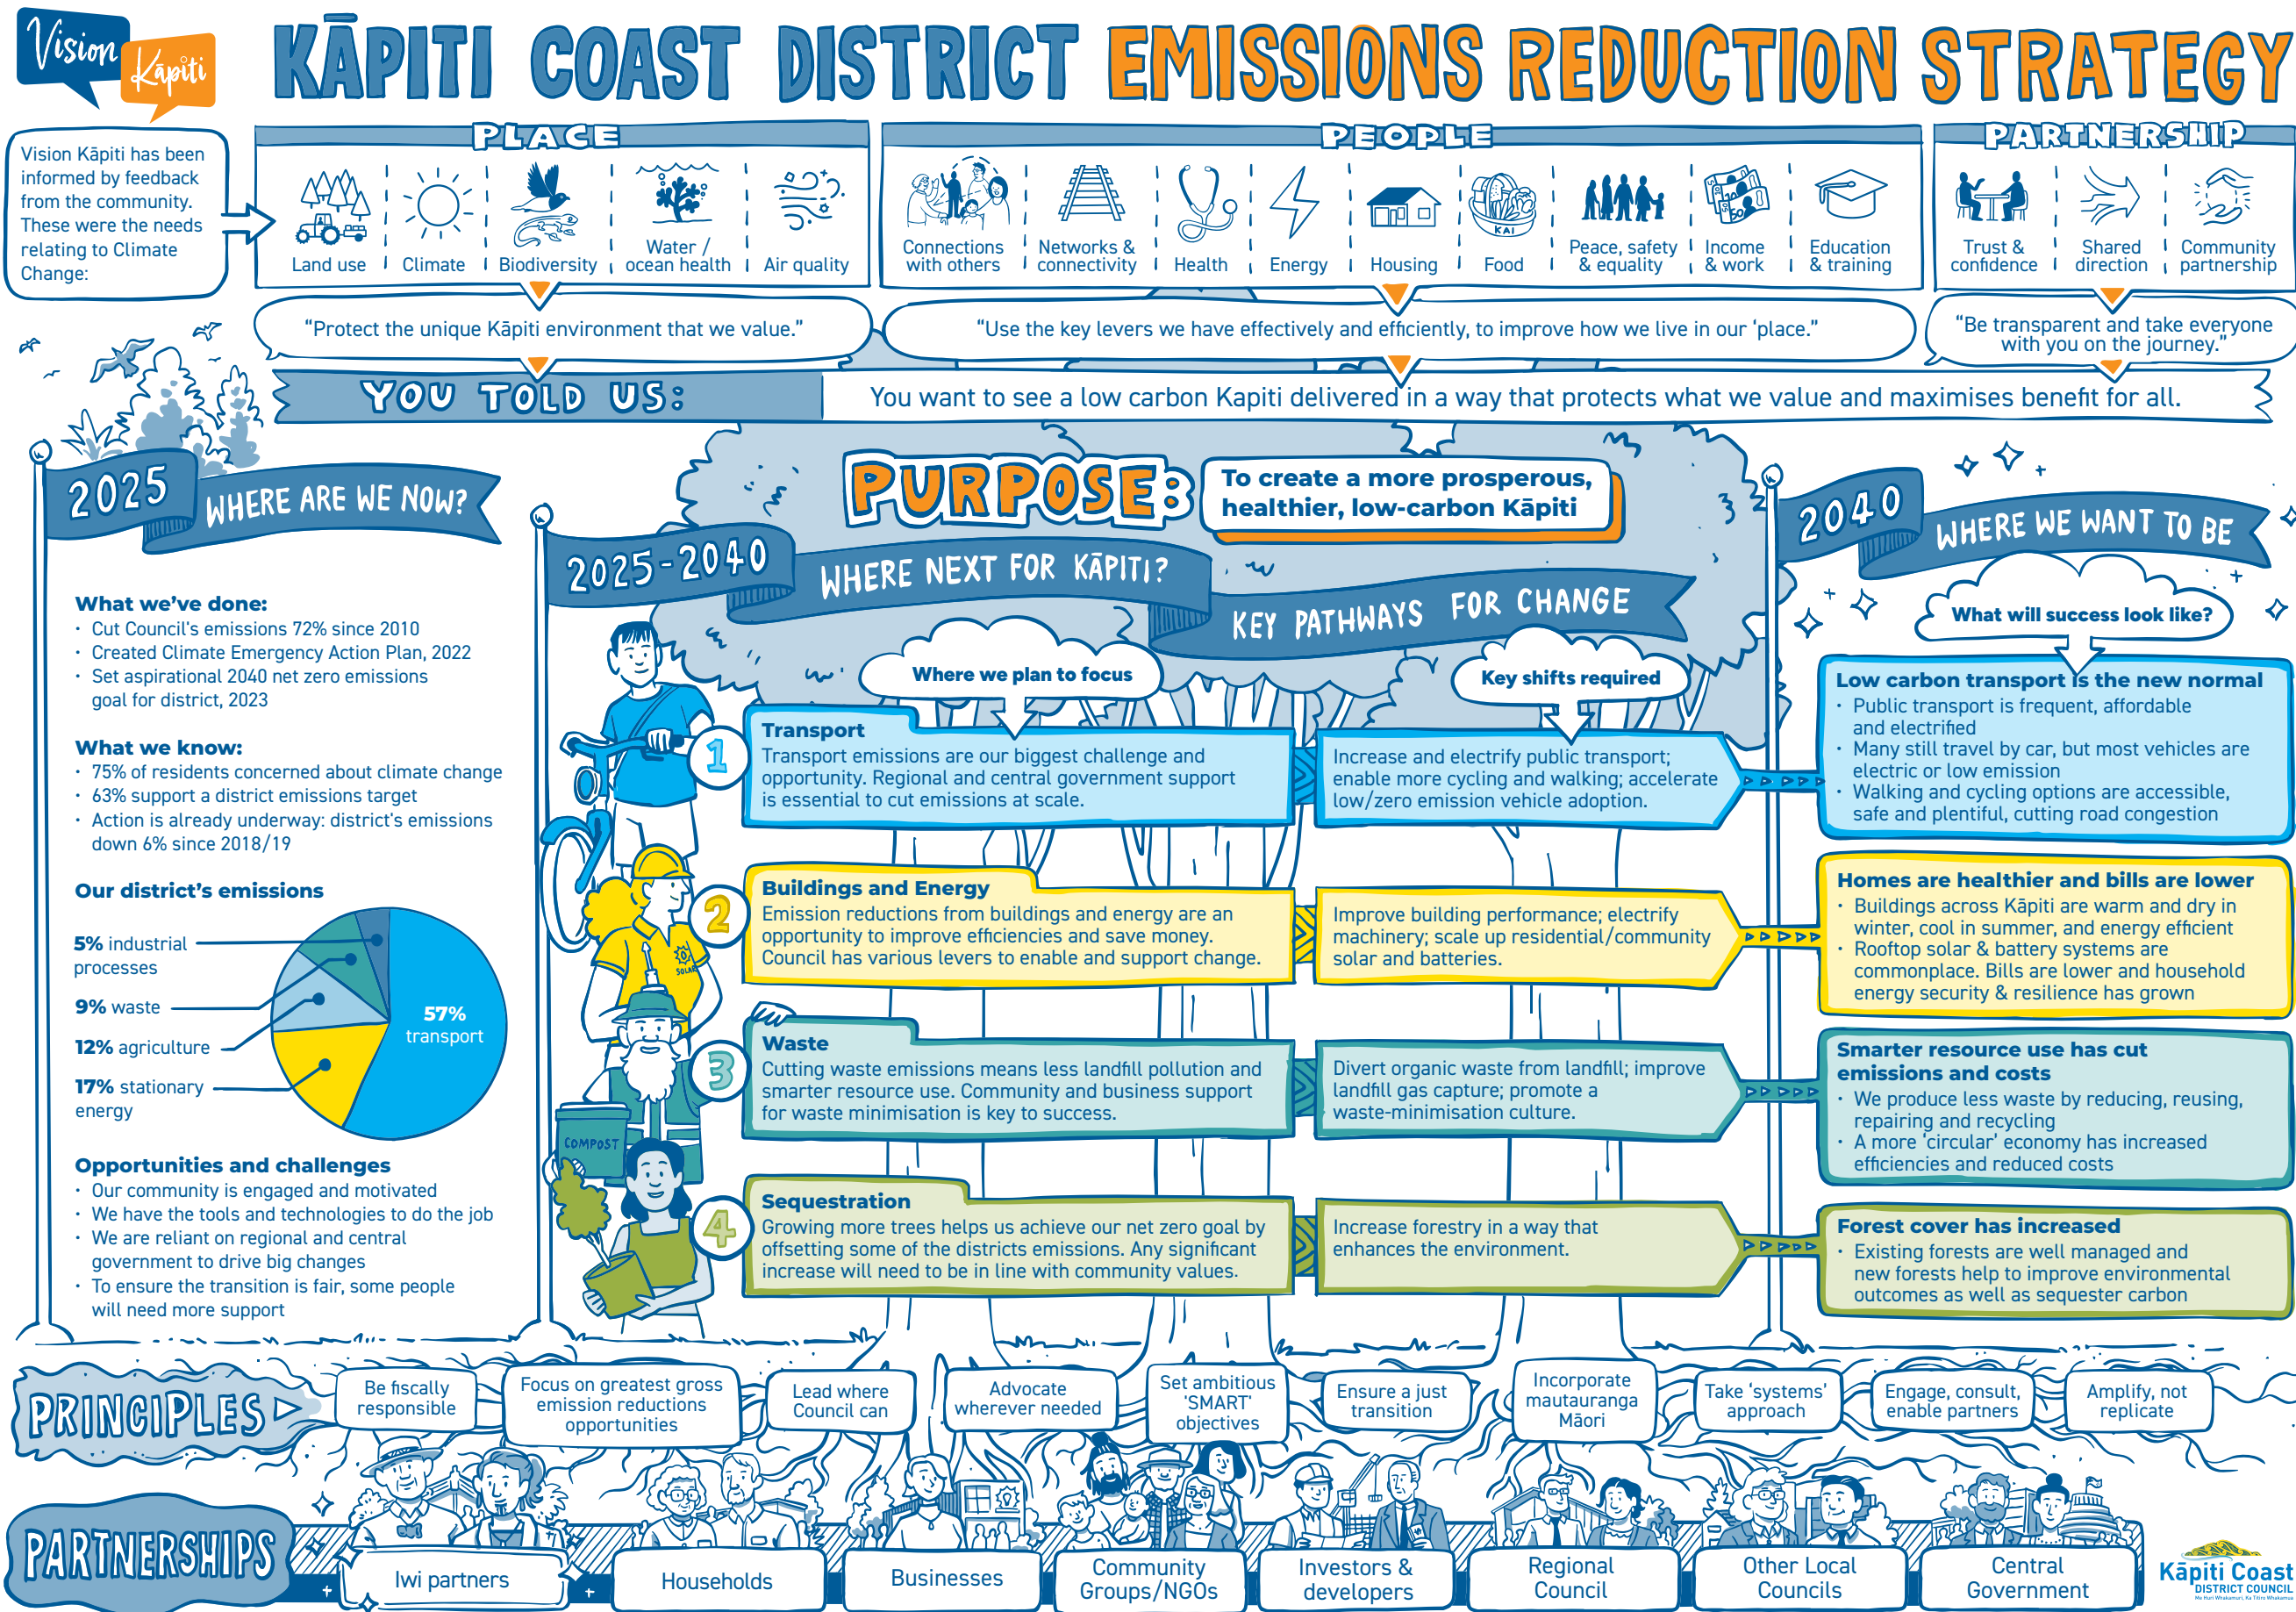 Vision
Kāpiti
KĀPITI COAST DISTRICT EMISSIONS REDUCTION STRATEGY
Vision Kāpiti has been
informed by feedback
from the community.
These were the needs
relating to Climate
Change:
PLACE
Land use
Climate
Biodiversity
Water /
ocean health
Air quality
PEOPLE
Connections
with others
Networks &
connectivity
Health
Energy
Housing
KAI
Food
Peace, safety
& equality
Income
& work
Education
& training
PARTNERSHIP
Trust &
confidence
Shared
direction
Community
partnership
“Protect the unique Kāpiti environment that we value.”
“Use the key levers we have effectively and efficiently, to improve how we live in our ‘place.”
“Be transparent and take everyone
with you on the journey.”
YOU TOLD US:
You want to see a low carbon Kapiti delivered in a way that protects what we value and maximises benefit for all.
2025 WHERE ARE WE NOW?
What we’ve done:
· Cut Council's emissions 72% since 2010
· Created Climate Emergency Action Plan, 2022
· Set aspirational 2040 net zero emissions
goal for district, 2023
What we know:
· 75% of residents concerned about climate change
· 63% support a district emissions target
· Action is already underway: district's emissions
down 6% since 2018/19
Our district’s emissions
5% industrial
processes
9% waste
12% agriculture
17% stationary
energy
57%
transport
Opportunities and challenges
· Our community is engaged and motivated
· We have the tools and technologies to do the job
· We are reliant on regional and central
government to drive big changes
· To ensure the transition is fair, some people
will need more support
PURPOSE:
To create a more prosperous,
healthier, low-carbon Kāpiti
2025-2040 WHERE NEXT FOR KĀPITI?
KEY PATHWAYS FOR CHANGE
Where we plan to focus
Key shifts required
1
Transport
Transport emissions are our biggest challenge and
opportunity. Regional and central government support
is essential to cut emissions at scale.
Increase and electrify public transport;
enable more cycling and walking; accelerate
low/zero emission vehicle adoption.
2
SOLAR
Buildings and Energy
Emission reductions from buildings and energy are an
opportunity to improve efficiencies and save money.
Council has various levers to enable and support change.
Improve building performance; electrify
machinery; scale up residential/community
solar and batteries.
3
COMPOST
Waste
Cutting waste emissions means less landfill pollution and
smarter resource use. Community and business support
for waste minimisation is key to success.
Divert organic waste from landfill; improve
landfill gas capture; promote a
waste-minimisation culture.
4
Sequestration
Growing more trees helps us achieve our net zero goal by
offsetting some of the districts emissions. Any significant
increase will need to be in line with community values.
Increase forestry in a way that
enhances the environment.
2040 WHERE WE WANT TO BE
What will success look like?
Low carbon transport is the new normal
· Public transport is frequent, affordable
and electrified
· Many still travel by car, but most vehicles are
electric or low emission
· Walking and cycling options are accessible,
safe and plentiful, cutting road congestion
Homes are healthier and bills are lower
· Buildings across Kāpiti are warm and dry in
winter, cool in summer, and energy efficient
· Rooftop solar & battery systems are
commonplace. Bills are lower and household
energy security & resilience has grown
Smarter resource use has cut
emissions and costs
· We produce less waste by reducing, reusing,
repairing and recycling
· A more ‘circular’ economy has increased
efficiencies and reduced costs
Forest cover has increased
· Existing forests are well managed and
new forests help to improve environmental
outcomes as well as sequester carbon
PRINCIPLES
Be fiscally
responsible
Focus on greatest gross
emission reductions
opportunities
Lead where
Council can
Advocate
wherever needed
Set ambitious
'SMART'
objectives
Ensure a just
transition
Incorporate
mautauranga
Māori
Take ‘systems’
approach
Engage, consult,
enable partners
Amplify, not
replicate
PARTNERSHIPS
Iwi partners
Households
Businesses
Community
Groups/NGOs
Investors &
developers
Regional
Council
Other Local
Councils
Central
Government
Kāpiti Coast
DISTRICT COUNCIL
Me Huri Whakamuri, Ka Titiro Whakamua